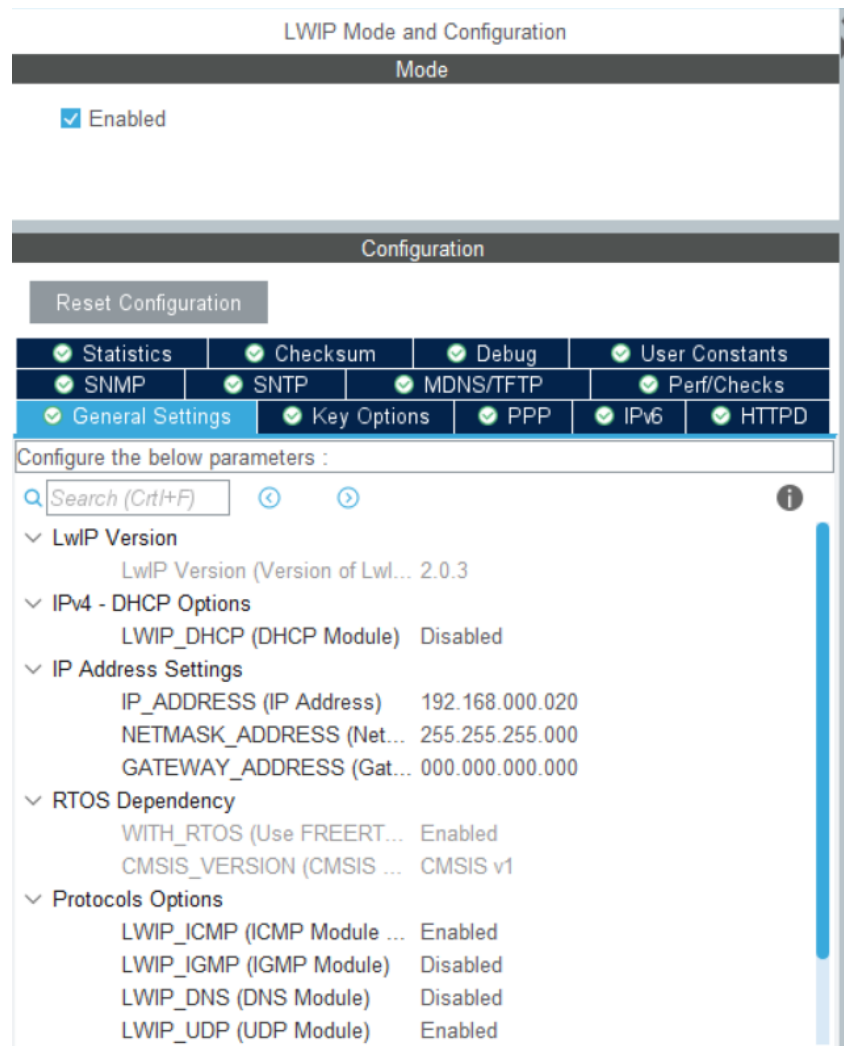 LWIP Mode and Configuration
Mode
Enabled
Configuration
Reset Configuration
Statistics Checksum Debug User Constants
SNMP SNTP MDNS/TFTP Perf/Checks
General Settings Key Options PPP IPv6 HTTPD
Configure the below parameters :
Search (Crtl+F)
LwIP Version
LwIP Version (Version of LwI... 2.0.3
IPv4 - DHCP Options
LWIP_DHCP (DHCP Module) Disabled
IP Address Settings
IP_ADDRESS (IP Address) 192.168.000.020
NETMASK_ADDRESS (Net... 255.255.255.000
GATEWAY_ADDRESS (Gat... 000.000.000.000
RTOS Dependency
WITH_RTOS (Use FREERT... Enabled
CMSIS_VERSION (CMSIS ... CMSIS v1
Protocols Options
LWIP_ICMP (ICMP Module ... Enabled
LWIP_IGMP (IGMP Module) Disabled
LWIP_DNS (DNS Module) Disabled
LWIP_UDP (UDP Module) Enabled